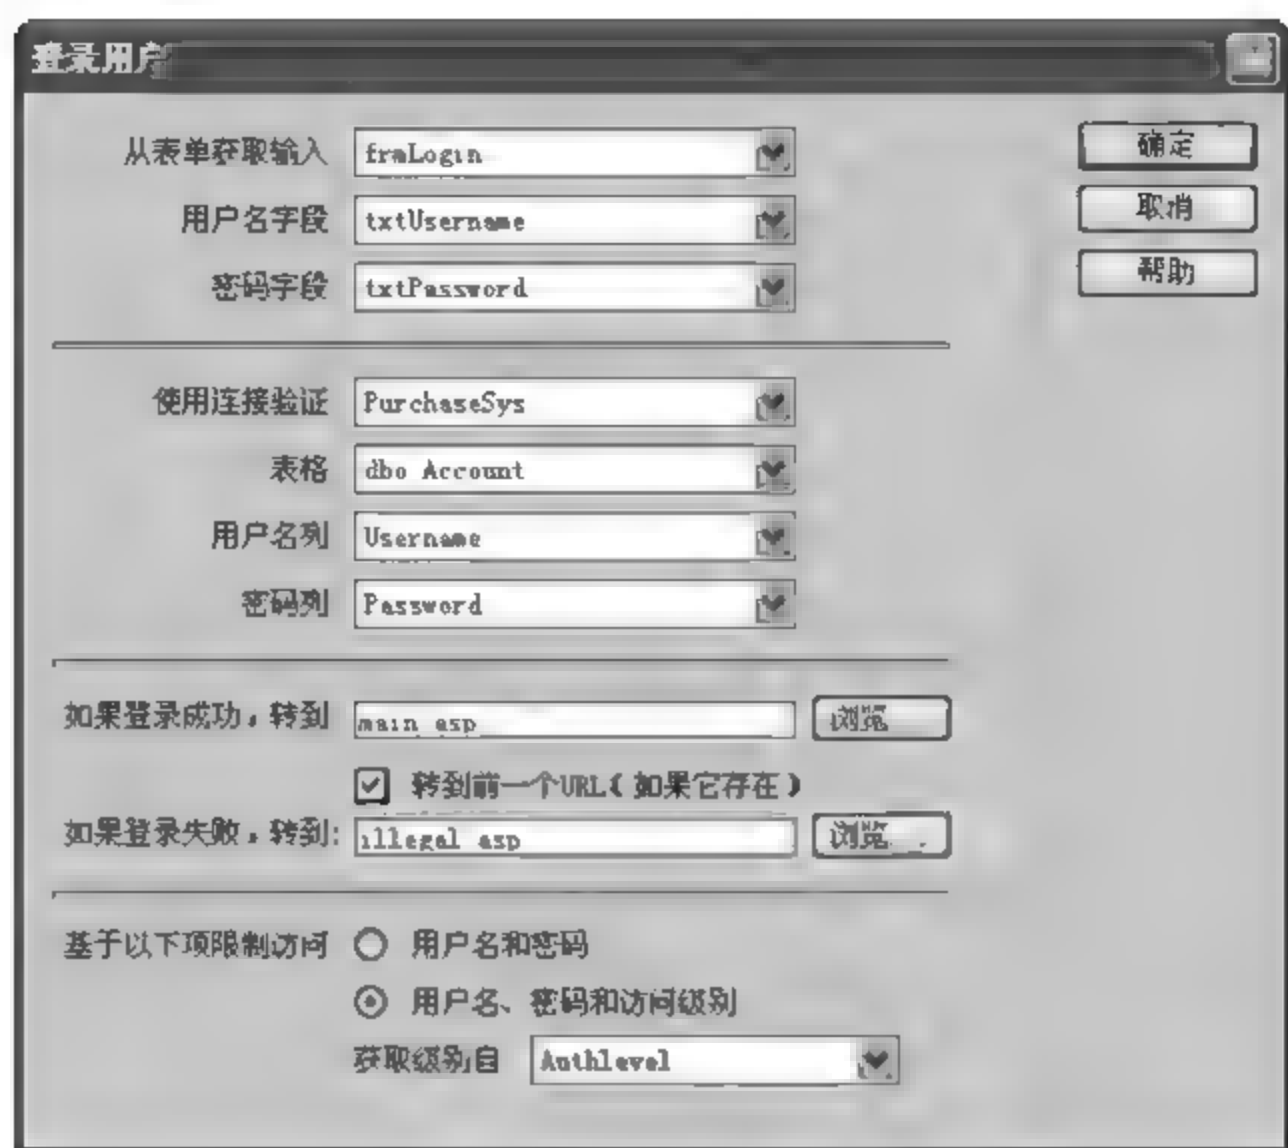 登录用户
从表单获取输入 frmLogin 确定
用户名字段 txtUsername 取消
密码字段 txtPassword 帮助
使用连接验证 PurchaseSys
表格 dbo Account
用户名列 Username
密码列 Password
如果登录成功，转到 main asp 浏览
转到前一个URL(如果它存在)
如果登录失败，转到: illegal asp 浏览
基于以下项限制访问 用户名和密码
用户名、密码和访问级别
获取级别自 Authlevel